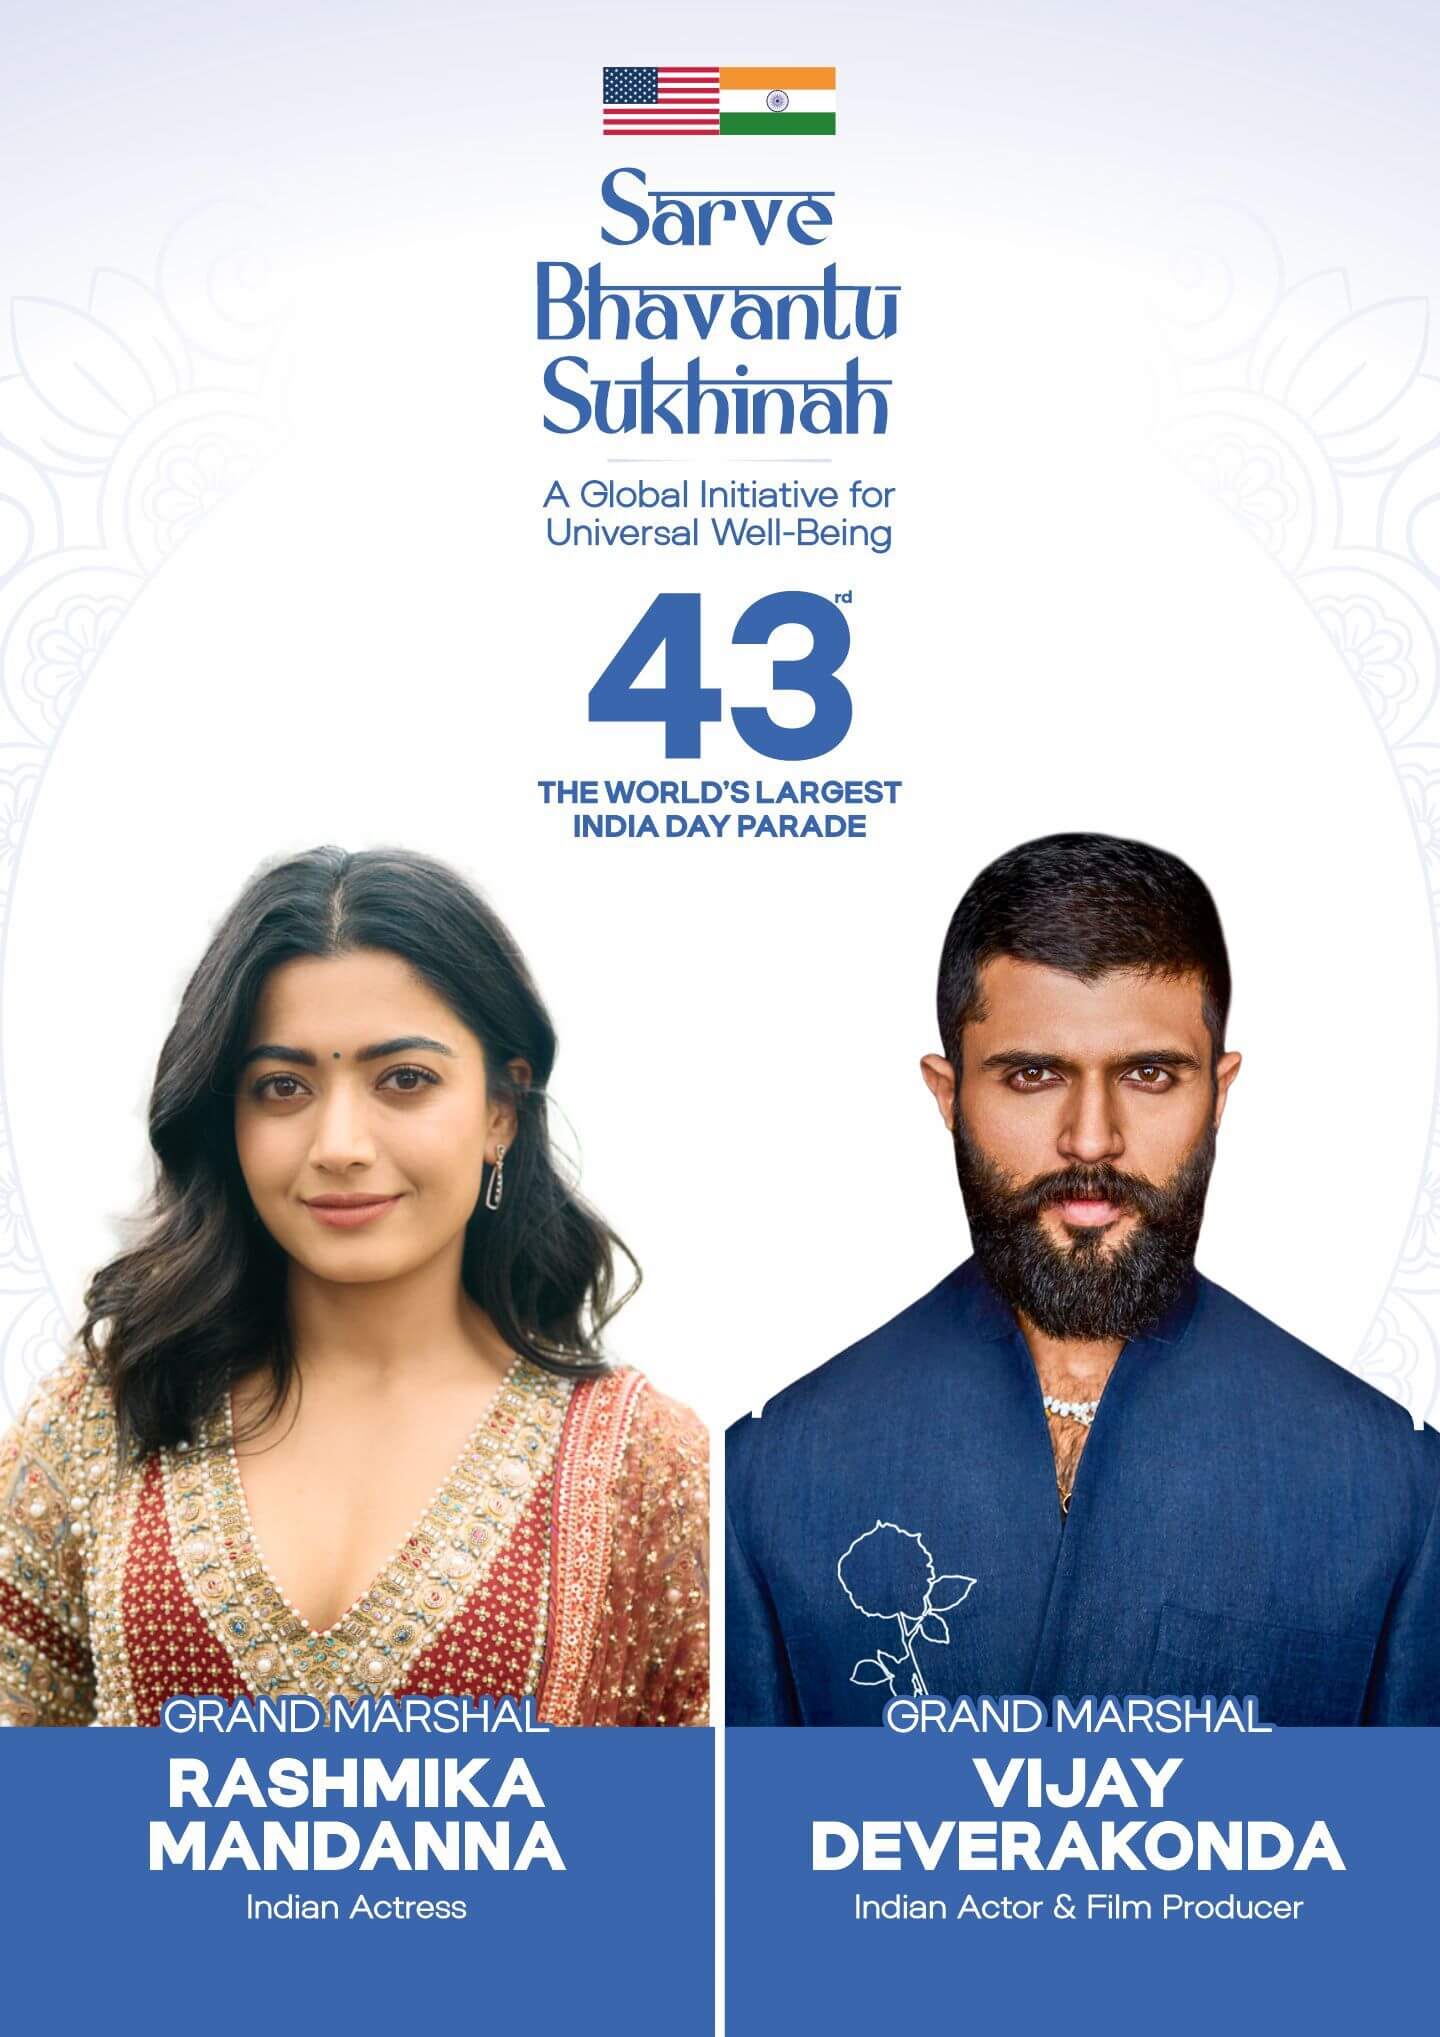 Sarve
Bhavantu
Sukhinah
A Global Initiative for
Universal Well-Being
43rd
THE WORLD'S LARGEST
INDIA DAY PARADE
GRAND MARSHAL
RASHMIKA
MANDANNA
Indian Actress
GRAND MARSHAL
VIJAY
DEVERAKONDA
Indian Actor & Film Producer